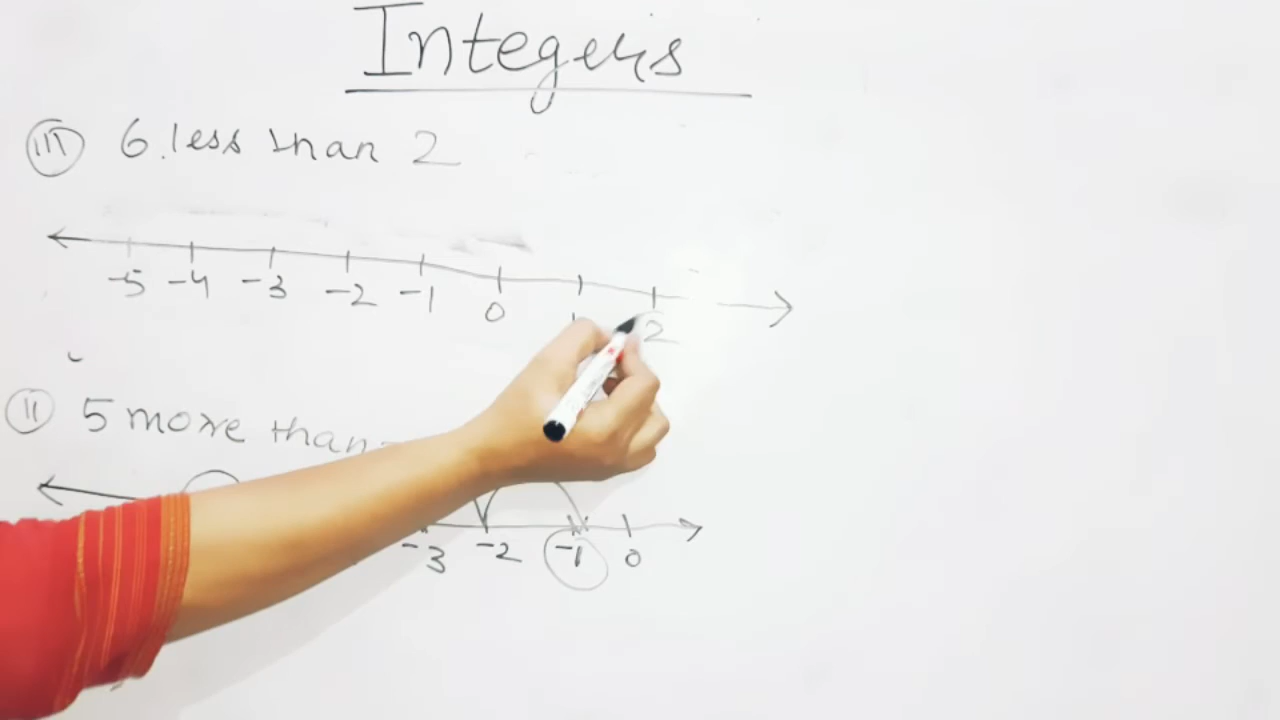 Integers
(III) 6 less than 2
-5 -4 -3 -2 -1 0 2
(II) 5 more than
-3 -2 -1 0